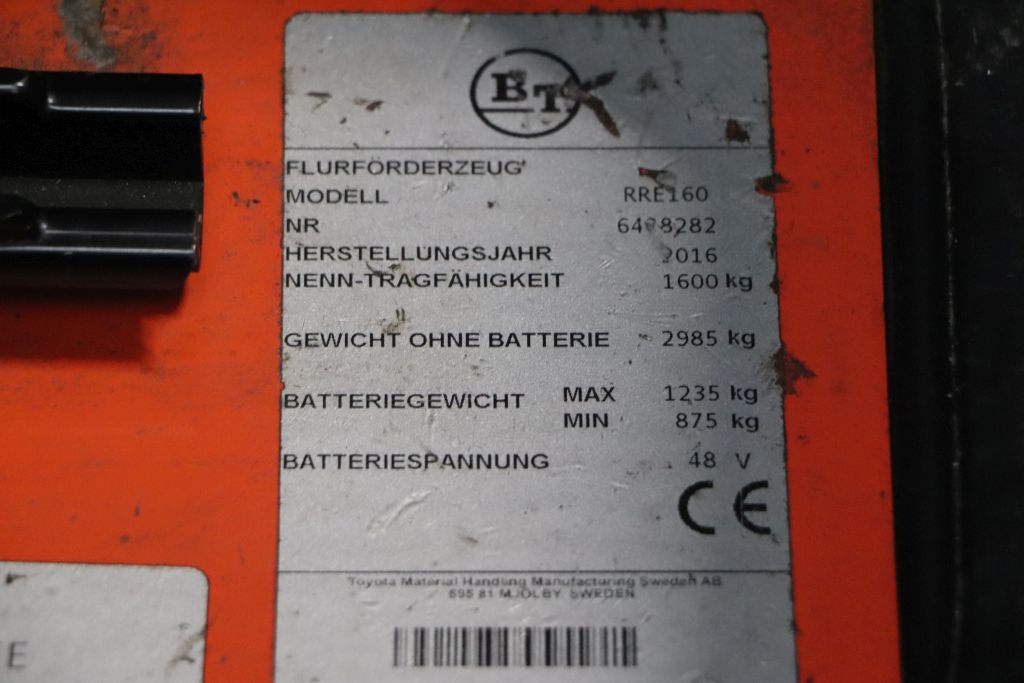 BT
FLURFÖRDERZEUG
MODELL RRE160
NR
HERSTELLUNGSJAHR 2016
NENN-TRAGFÄHIGKEIT 1600 kg
GEWICHT OHNE BATTERIE 2985 kg
BATTERIEGEWICHT MAX 1235 kg
MIN 875 kg
BATTERIESPANNUNG 48 V
CE
Toyota Material Handling Manufacturing Sweden AB
595 81 MJÖLBY, SWEDEN
E